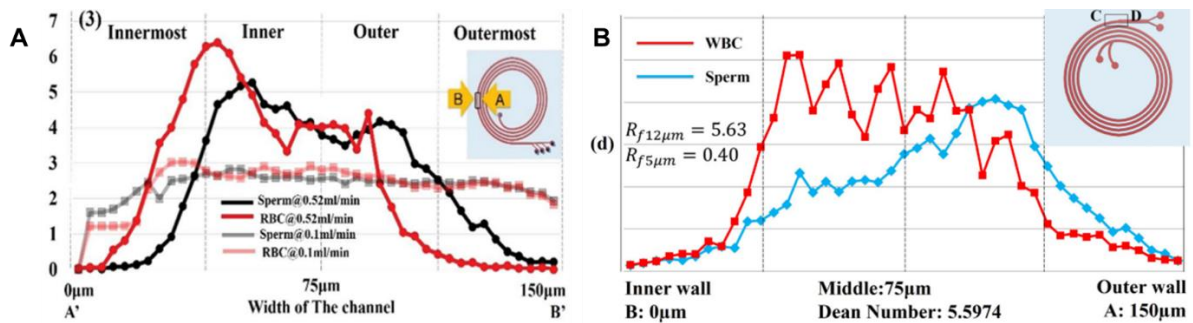 A
(3)
7
6
5
4
3
2
1
0
Innermost
Inner
Outer
Outermost
B
A
Sperm@0.52ml/min
RBC@0.52ml/min
Sperm@0.1ml/min
RBC@0.1ml/min
0μm
75μm
150μm
A'
Width of The channel
B'
B
WBC
Sperm
C
D
(d)
R_f12μm = 5.63
R_f5μm = 0.40
Inner wall
Middle:75μm
Outer wall
B: 0μm
Dean Number: 5.5974
A: 150μm